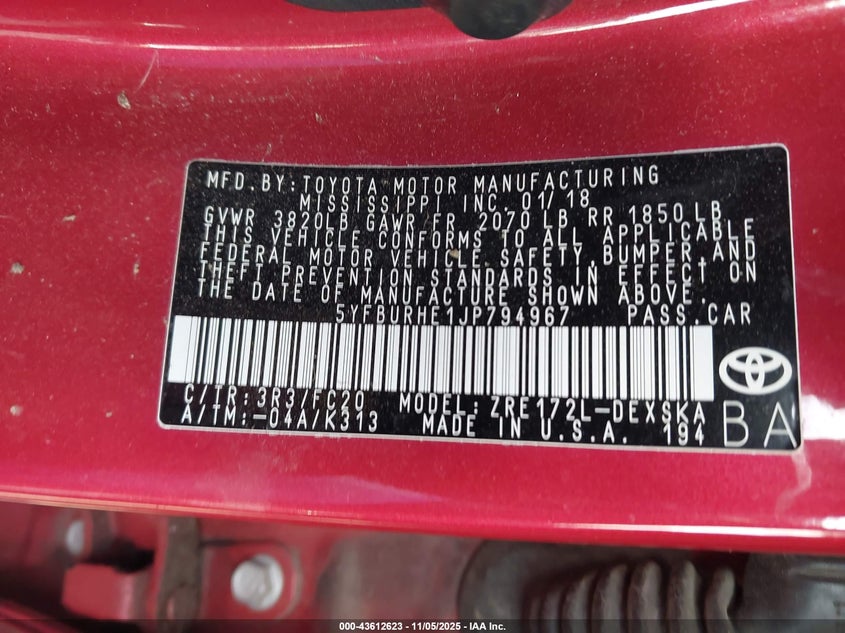 MFD.BY:TOYOTA MOTOR MANUFACTURING
MISSISSIPPI INC. 01/18
GVWR 3820LB GAWR FR 2070 LB RR 1850 LB
THIS VEHICLE CONFORMS TO ALL APPLICABLE
FEDERAL MOTOR VEHICLE SAFETY,BUMPER,AND
THEFT PREVENTION STANDARDS IN EFFECT ON
THE DATE OF MANUFACTURE SHOWN ABOVE.
5YFBURHE1JP794967 PASS.CAR
C/TR:3R3/FC20 MODEL:ZRE172L-DEXSKA
A/TM:-04A/K313 MADE IN U.S.A. 194
BA
000-43612623 - 11/05/2025 - IAA Inc.